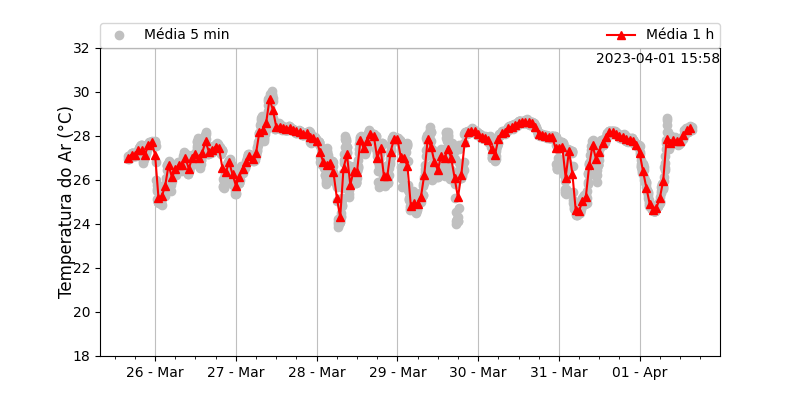 Média 5 min
Média 1 h
2023-04-01 15:58
Temperatura do Ar (°C)
32
30
28
26
24
22
20
18
26 - Mar
27 - Mar
28 - Mar
29 - Mar
30 - Mar
31 - Mar
01 - Apr